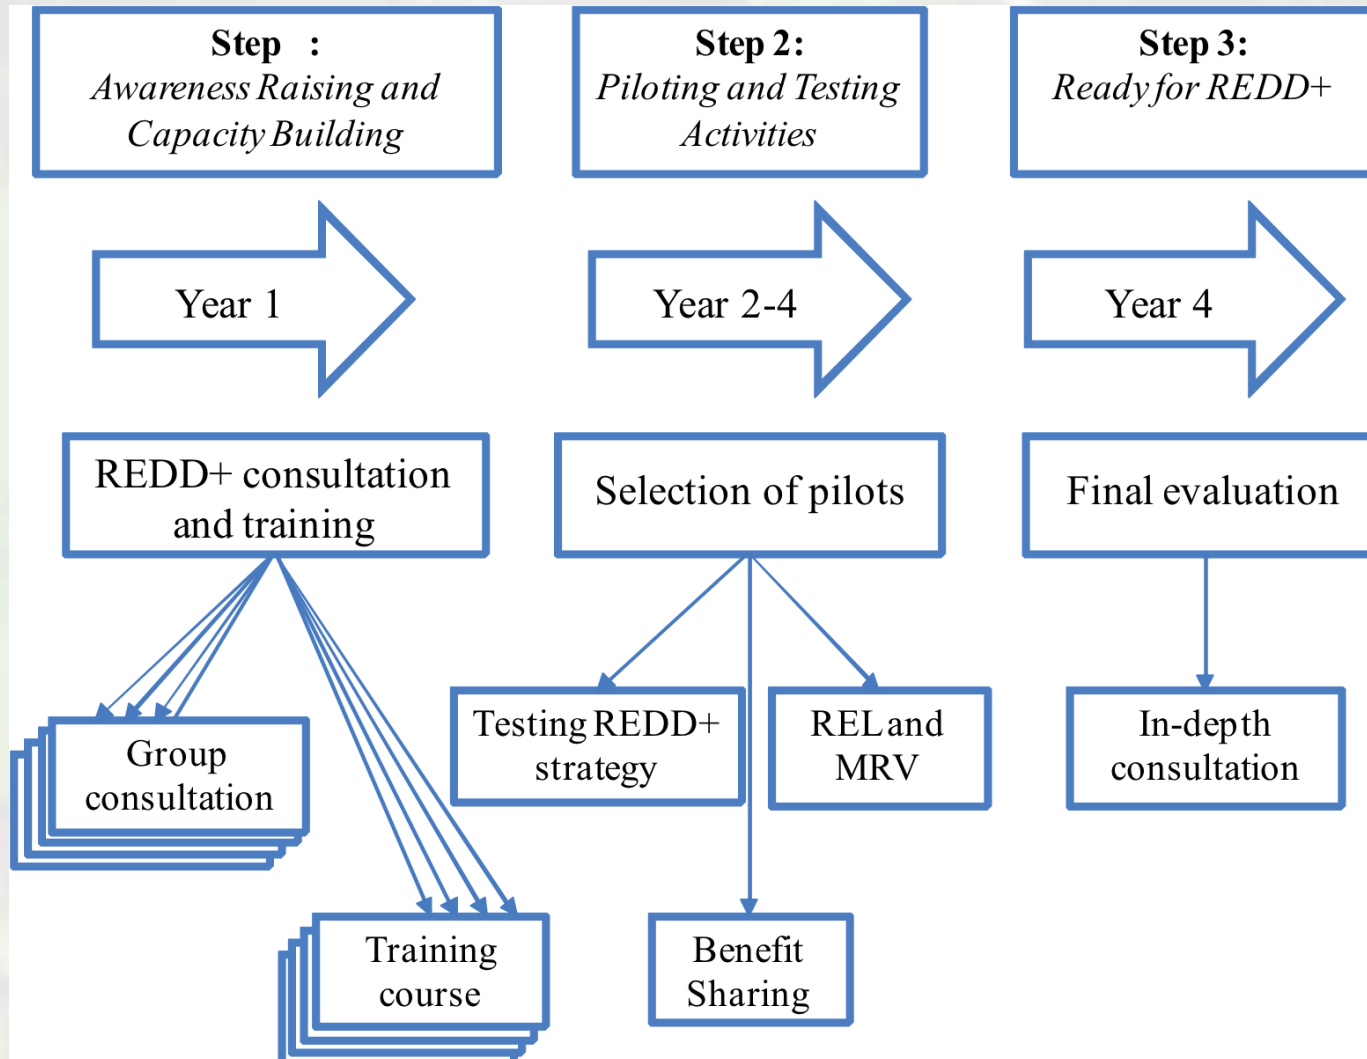 Step :
Awareness Raising and
Capacity Building
Step 2:
Piloting and Testing
Activities
Step 3:
Ready for REDD+
Year 1
Year 2-4
Year 4
REDD+ consultation
and training
Selection of pilots
Final evaluation
Group
consultation
Testing REDD+
strategy
REL and
MRV
In-depth
consultation
Training
course
Benefit
Sharing